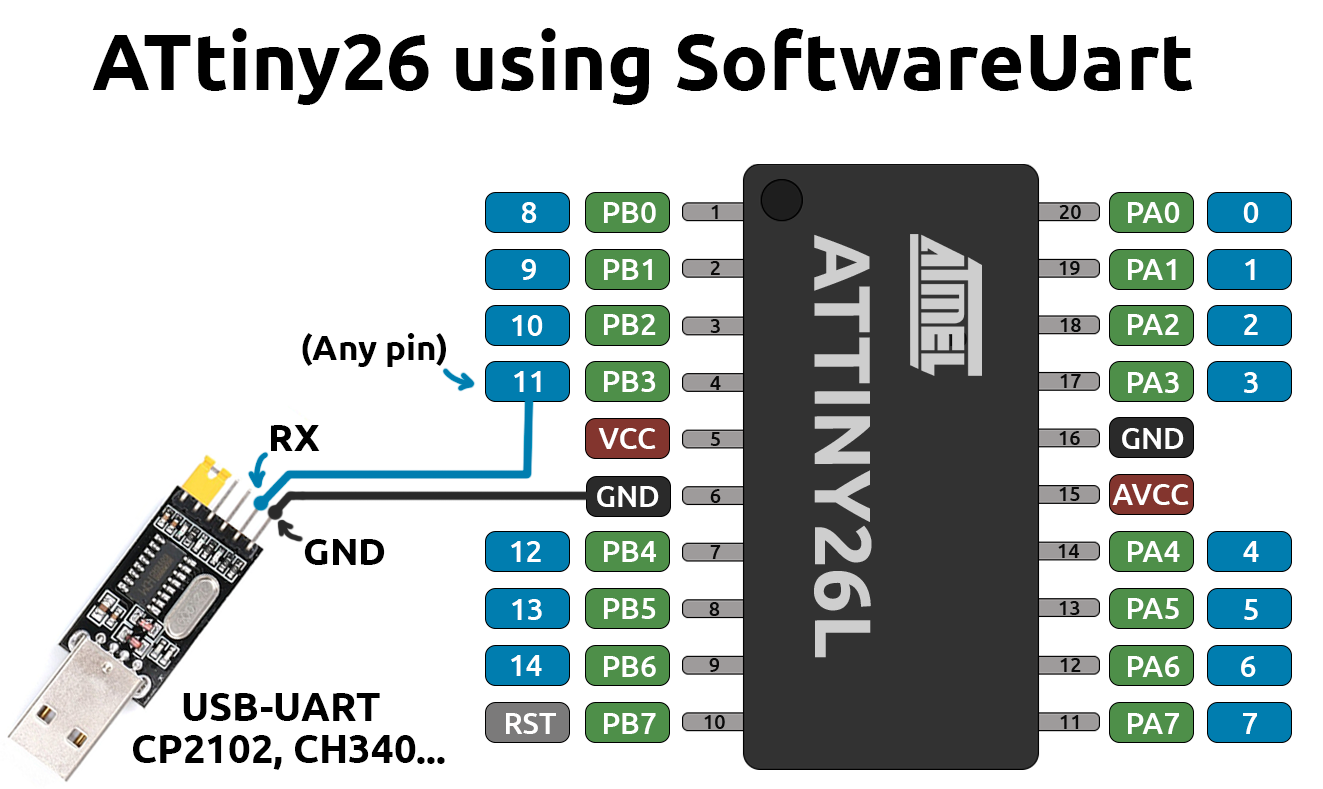 ATtiny26 using SoftwareUart
8 PB0 1 20 PA0 0
9 PB1 2 19 PA1 1
10 PB2 3 18 PA2 2
(Any pin)
11 PB3 4 17 PA3 3
RX
VCC 5 16 GND
GND 6 15 AVCC
GND
12 PB4 7 14 PA4 4
13 PB5 8 13 PA5 5
14 PB6 9 12 PA6 6
RST PB7 10 11 PA7 7
ATMEL
ATTINY26L
USB-UART
CP2102, CH340...